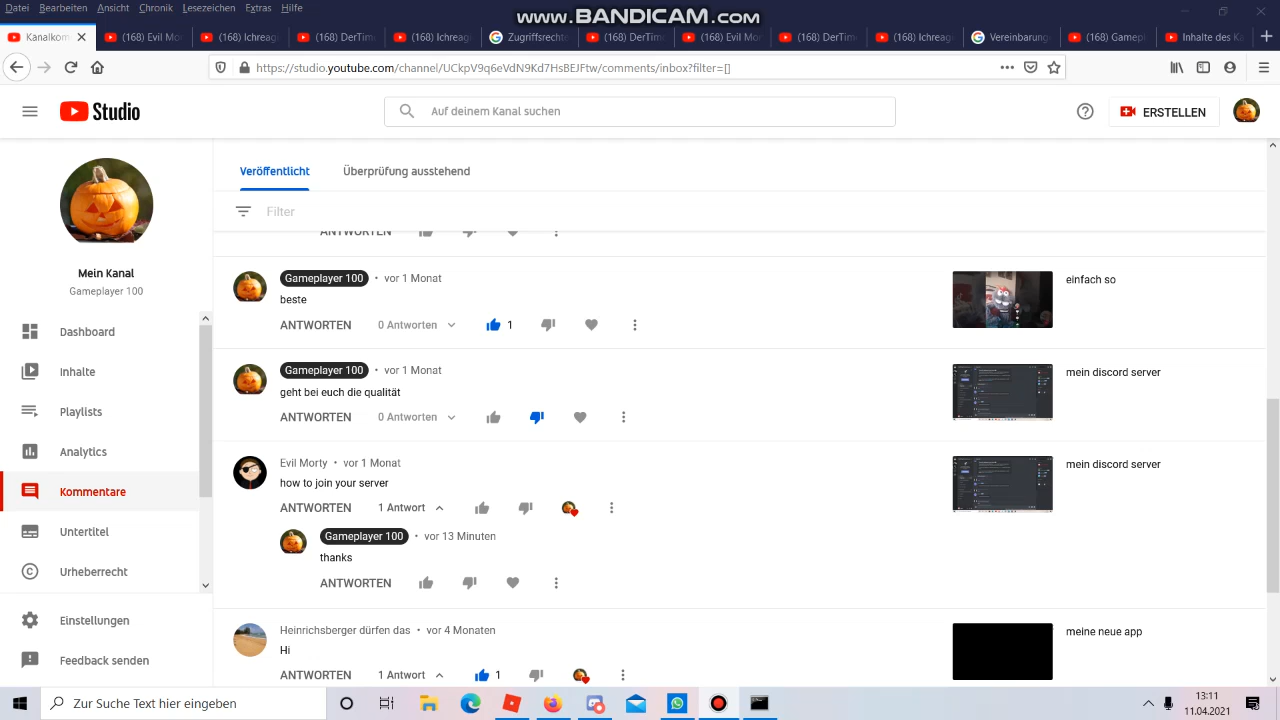 Datei Bearbeiten Ansicht Chronik Lesezeichen Extras Hilfe
www.BANDICAM.com
Kanalkom
(168) Evil Mo
(168) Ichreag
(168) DerTim
(168) Ichreag
Zugriffsrecht
(168) DerTim
(168) Evil Mo
(168) DerTim
(168) Ichreag
Vereinbarung
(168) Gamepl
Inhalte des Ka
https://studio.youtube.com/channel/UCkpV9q6eVdN9Kd7HsBEJFtw/comments/inbox?filter=[]
Studio
Auf deinem Kanal suchen
ERSTELLEN
Mein Kanal
Gameplayer 100
Dashboard
Inhalte
Playlists
Analytics
Kommentare
Untertitel
Urheberrecht
Einstellungen
Feedback senden
Veröffentlicht Überprüfung ausstehend
Filter
ANTWORTEN
Gameplayer 100 • vor 1 Monat
beste
ANTWORTEN 0 Antworten 1
einfach so
Gameplayer 100 • vor 1 Monat
geht bei euch die qualität
ANTWORTEN 0 Antworten
mein discord server
Evil Morty • vor 1 Monat
how to join a server
ANTWORTEN 1 Antwort
mein discord server
Gameplayer 100 • vor 13 Minuten
thanks
ANTWORTEN
Heinrichsberger dürfen das • vor 4 Monaten
Hi
ANTWORTEN 1 Antwort 1
meine neue app
Zur Suche Text hier eingeben
13:11
11.04.2021